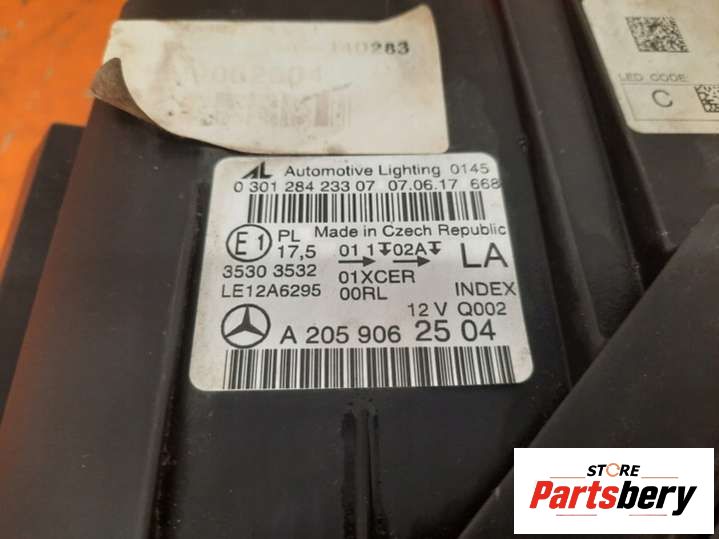 140283
LED CODE:
C
AL Automotive Lighting 0145
0 301 284 233 07 07.06.17 668
Made in Czech Republic
E1 PL 17,5 01 1 02A LA
3530 3532 01XCER
LE12A6295 00RL INDEX
12 V Q002
A 205 906 25 04
STORE
Partsbery